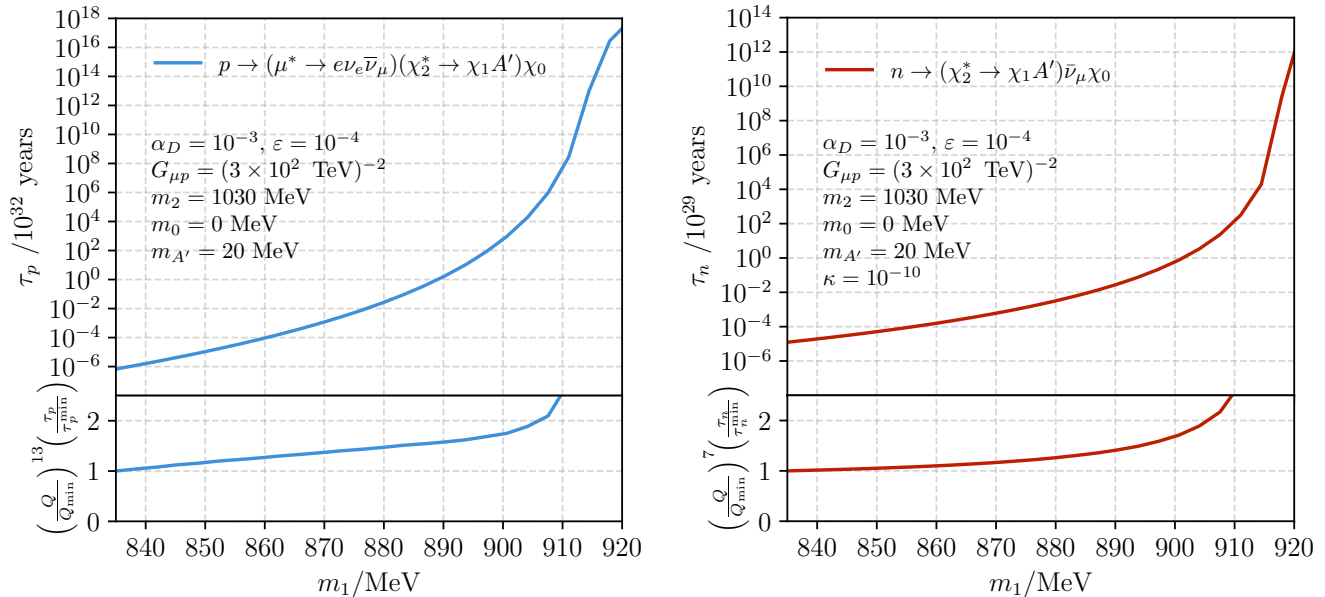 10^18
10^16
10^14
10^12
10^10
10^8
10^6
10^4
10^2
10^0
10^−2
10^−4
10^−6
τ_p /10^32 years
p → (μ* → eν_e ν̅_μ)(χ_2* → χ_1 A′)χ_0
α_D = 10^−3, ε = 10^−4
G_μp = (3 × 10^2 TeV)^−2
m_2 = 1030 MeV
m_0 = 0 MeV
m_A′ = 20 MeV
(Q/Q^min)^13 (τ_p/τ_p^min)
2
1
0
840 850 860 870 880 890 900 910 920
m_1/MeV
10^14
10^12
10^10
10^8
10^6
10^4
10^2
10^0
10^−2
10^−4
10^−6
τ_n /10^29 years
n → (χ_2* → χ_1 A′)ν̅_μ χ_0
α_D = 10^−3, ε = 10^−4
G_μp = (3 × 10^2 TeV)^−2
m_2 = 1030 MeV
m_0 = 0 MeV
m_A′ = 20 MeV
κ = 10^−10
(Q/Q^min)^7 (τ_n/τ_n^min)
2
1
0
840 850 860 870 880 890 900 910 920
m_1/MeV